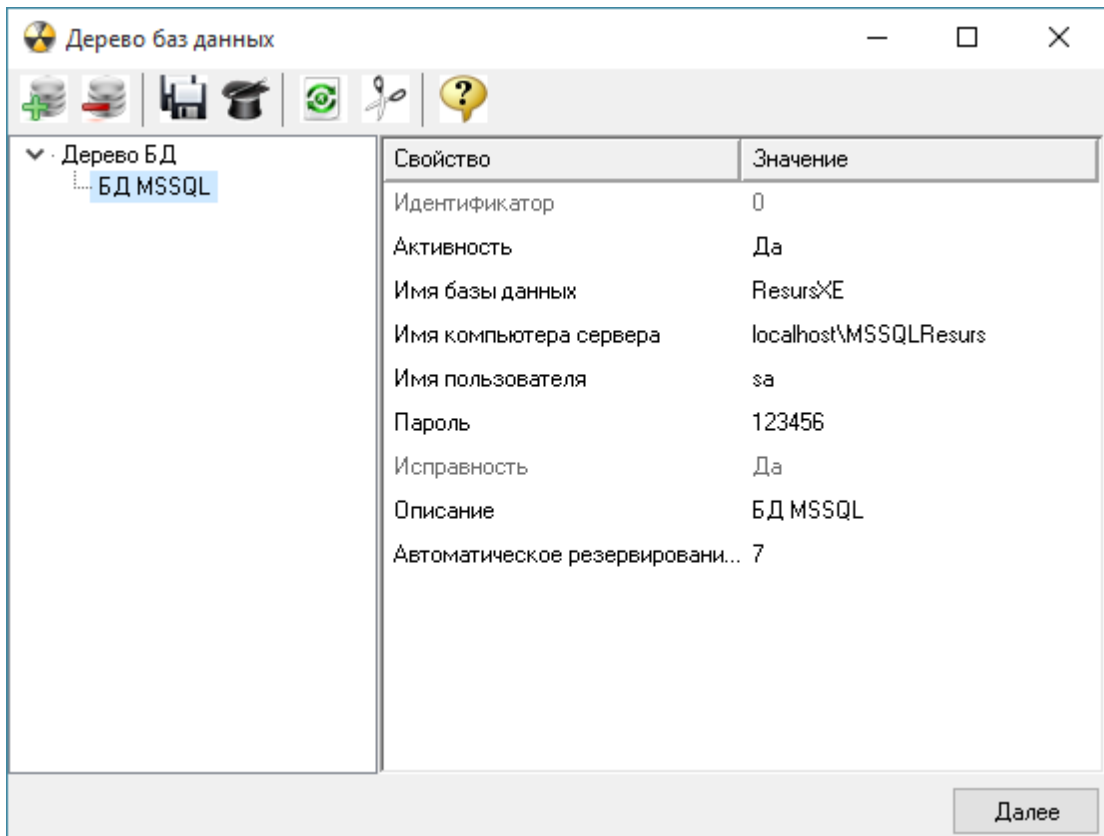 Дерево баз данных
Дерево БД
БД MSSQL
Свойство Значение
Идентификатор 0
Активность Да
Имя базы данных ResursXE
Имя компьютера сервера localhost\MSSQLResurs
Имя пользователя sa
Пароль 123456
Исправность Да
Описание БД MSSQL
Автоматическое резервировани... 7
Далее